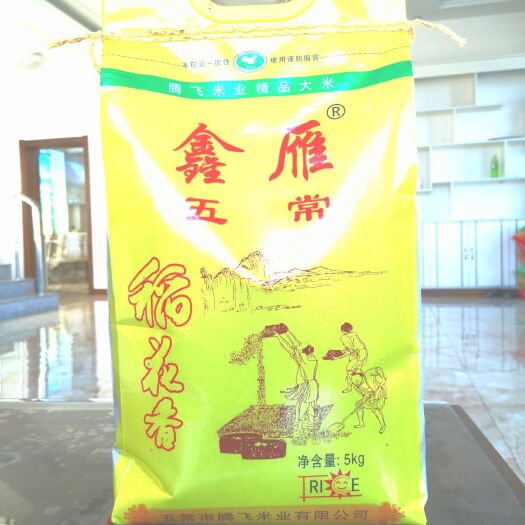 本包装一次性 使用谨防假冒
腾飞米业精品大米
鑫雁®
五常
稻花香
净含量: 5kg
RICE
五常市腾飞米业有限公司